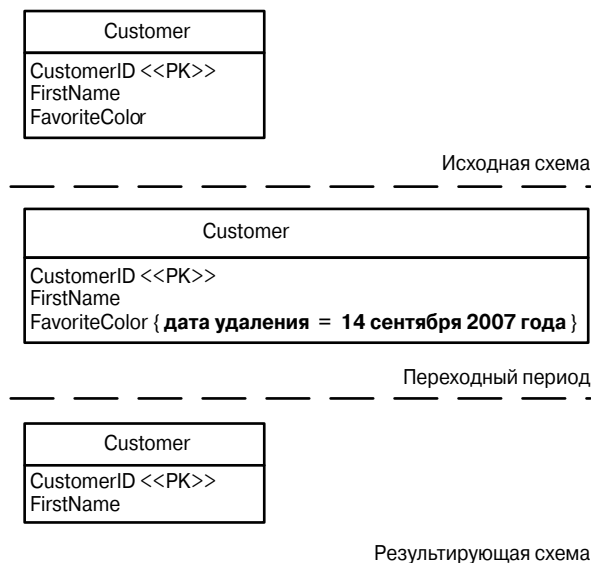 Customer
CustomerID <<PK>>
FirstName
FavoriteColor
Исходная схема
Customer
CustomerID <<PK>>
FirstName
FavoriteColor { дата удаления = 14 сентября 2007 года }
Переходный период
Customer
CustomerID <<PK>>
FirstName
Результирующая схема